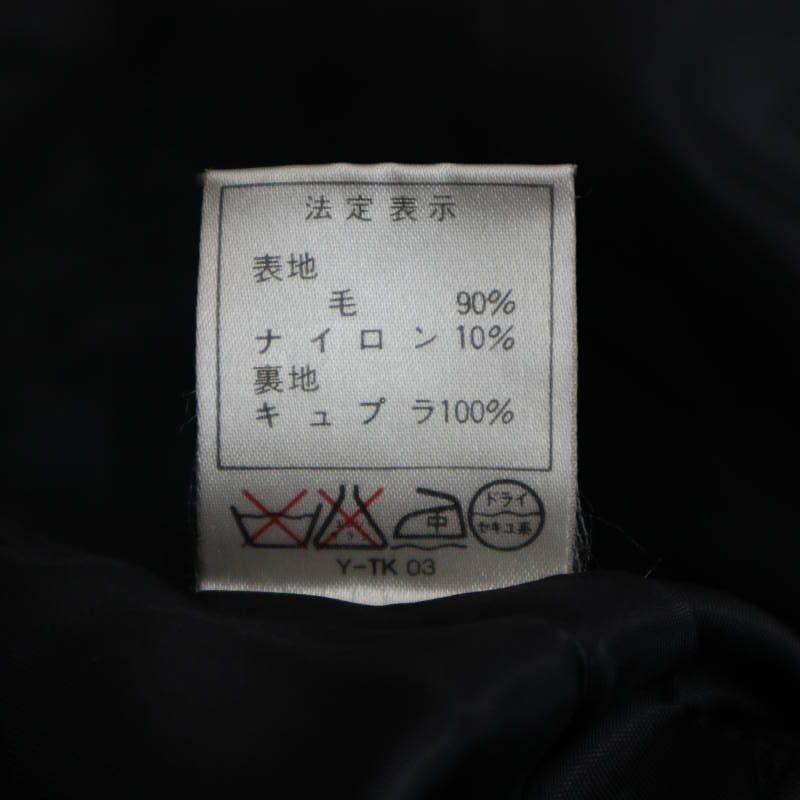 法定表示
表地
毛 90%
ナイロン 10%
裏地
キュプラ100%
中
ドライ
セキユ系
Y-TK 03